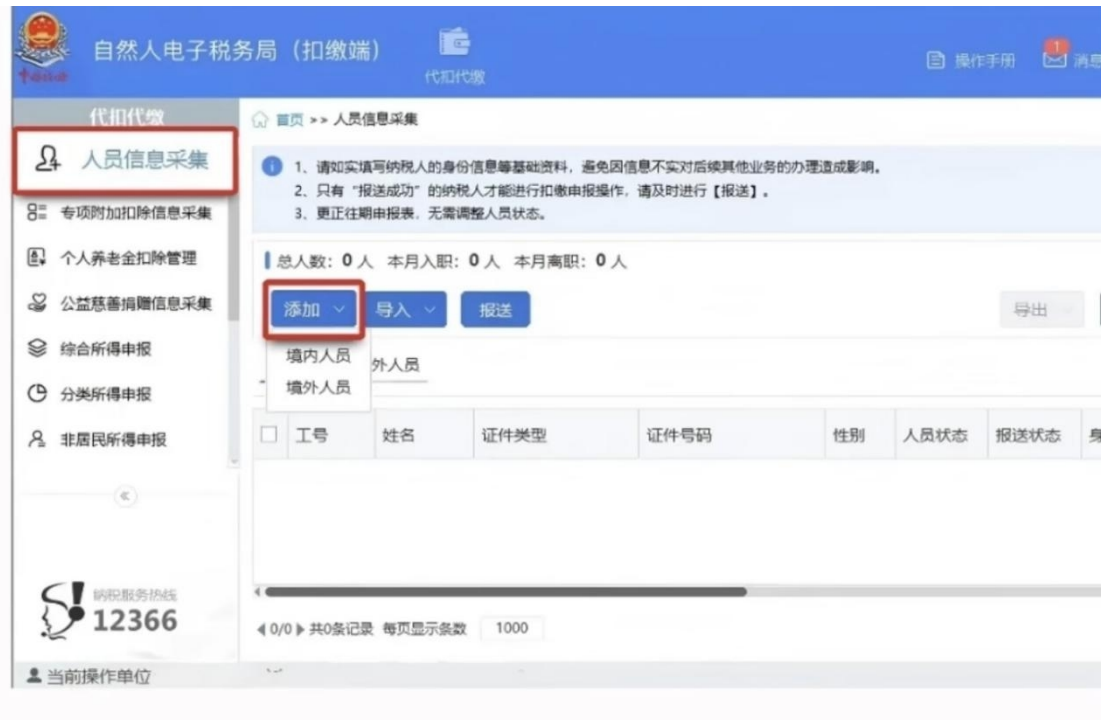 自然人电子税务局（扣缴端）
代扣代缴
操作手册
1
消息
代扣代缴
人员信息采集
专项附加扣除信息采集
个人养老金扣除管理
公益慈善捐赠信息采集
综合所得申报
分类所得申报
非居民所得申报
纳税服务热线
12366
首页 >> 人员信息采集
1、请如实填写纳税人的身份信息等基础资料，避免因信息不实对后续其他业务的办理造成影响。
2、只有“报送成功”的纳税人才能进行扣缴申报操作，请及时进行【报送】.
3、更正往期申报表，无需调整人员状态。
总人数：0人 本月入职：0人 本月离职：0人
添加 导入 报送 导出
境内人员
外人员
境外人员
工号 姓名 证件类型 证件号码 性别 人员状态 报送状态 身
0/0 共0条记录 每页显示条数 1000
当前操作单位